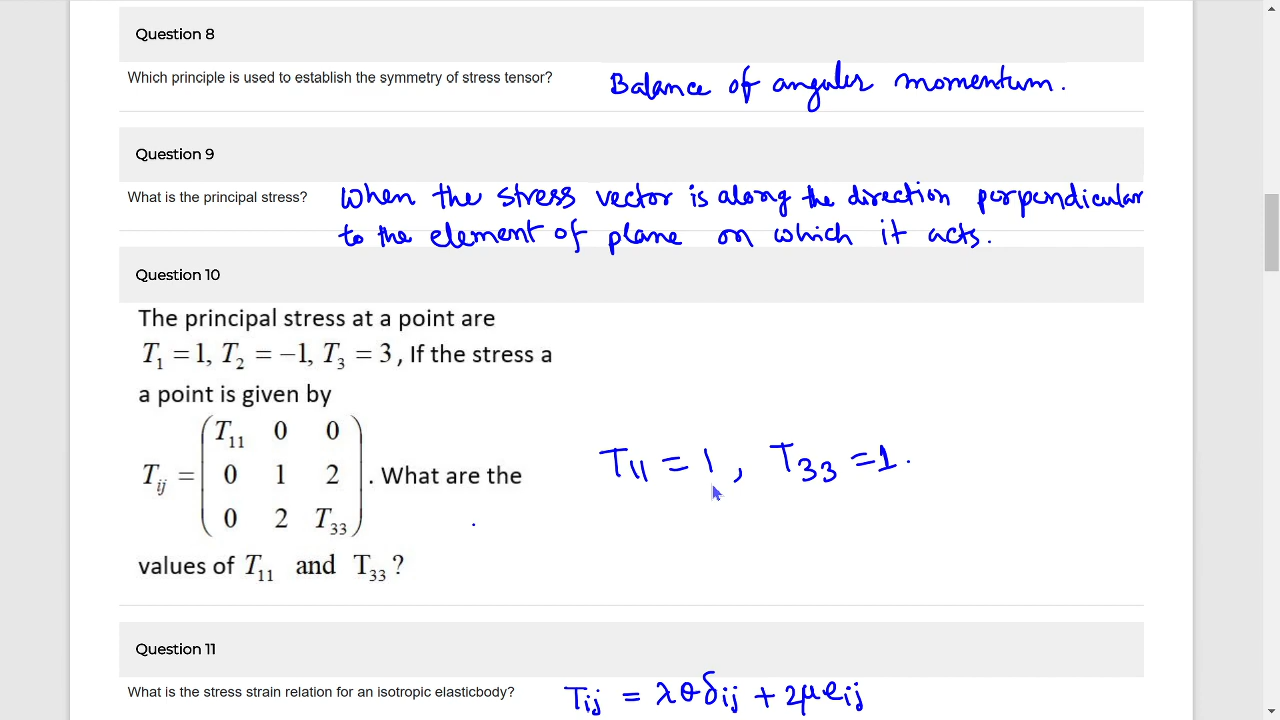 Question 8
Which principle is used to establish the symmetry of stress tensor? Balance of angular momentum.
Question 9
What is the principal stress? When the stress vector is along the direction perpendicular
to the element of plane on which it acts.
Question 10
The principal stress at a point are
T₁ = 1, T₂ = −1, T₃ = 3, If the stress a
a point is given by
T₁₁ 0 0
T_ij = 0 1 2 . What are the T₁₁ = 1, T₃₃ = 1.
0 2 T₃₃
values of T₁₁ and T₃₃ ?
Question 11
What is the stress strain relation for an isotropic elasticbody? T_ij = λθδ_ij + 2μe_ij